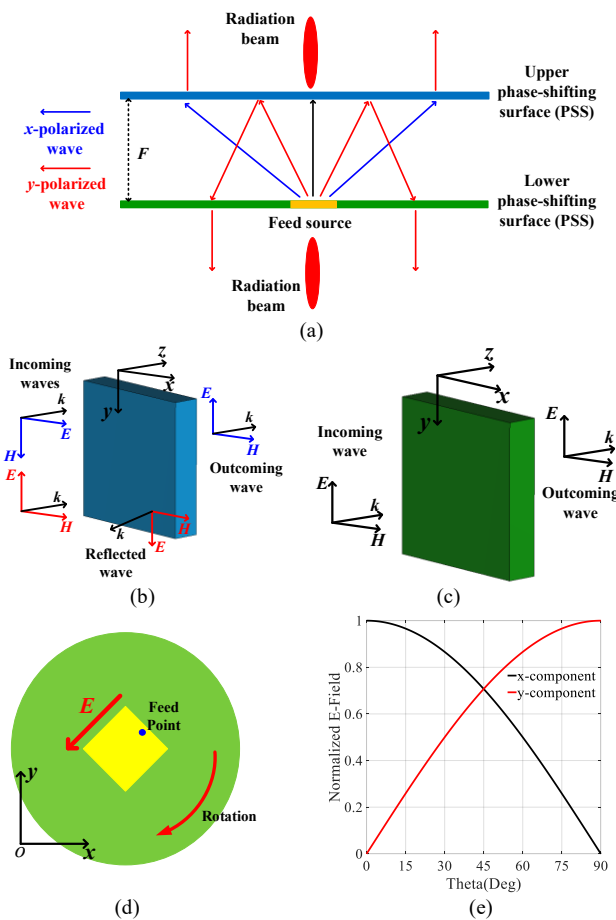 Radiation
beam
Upper
phase-shifting
surface (PSS)
x-polarized
wave
F
y-polarized
wave
Lower
phase-shifting
surface (PSS)
Feed source
Radiation
beam
(a)
Incoming
waves
z
x
y
k
E
H
E
k
H
E
k
H
Outcoming
wave
H
E
k
Reflected
wave
(b)
z
x
y
Incoming
wave
E
k
H
E
k
H
Outcoming
wave
(c)
E
Feed
Point
y
Rotation
O
x
(d)
Normalized E-Field
1
0.8
0.6
0.4
0.2
0
x-component
y-component
0 15 30 45 60 75 90
Theta(Deg)
(e)